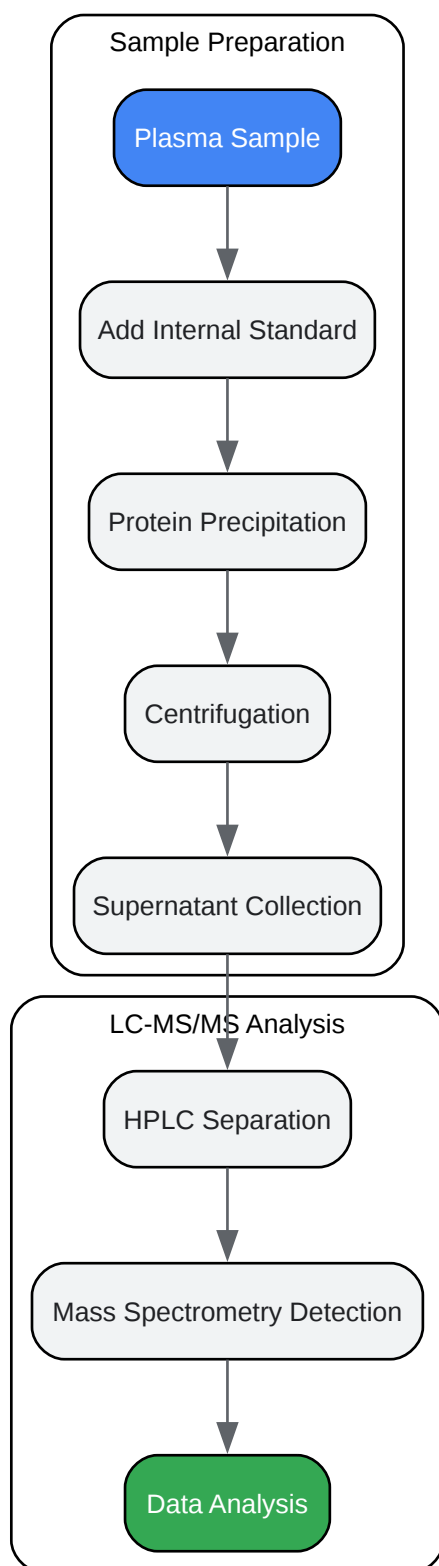 Sample Preparation
Plasma Sample
Add Internal Standard
Protein Precipitation
Centrifugation
Supernatant Collection
LC-MS/MS Analysis
HPLC Separation
Mass Spectrometry Detection
Data Analysis